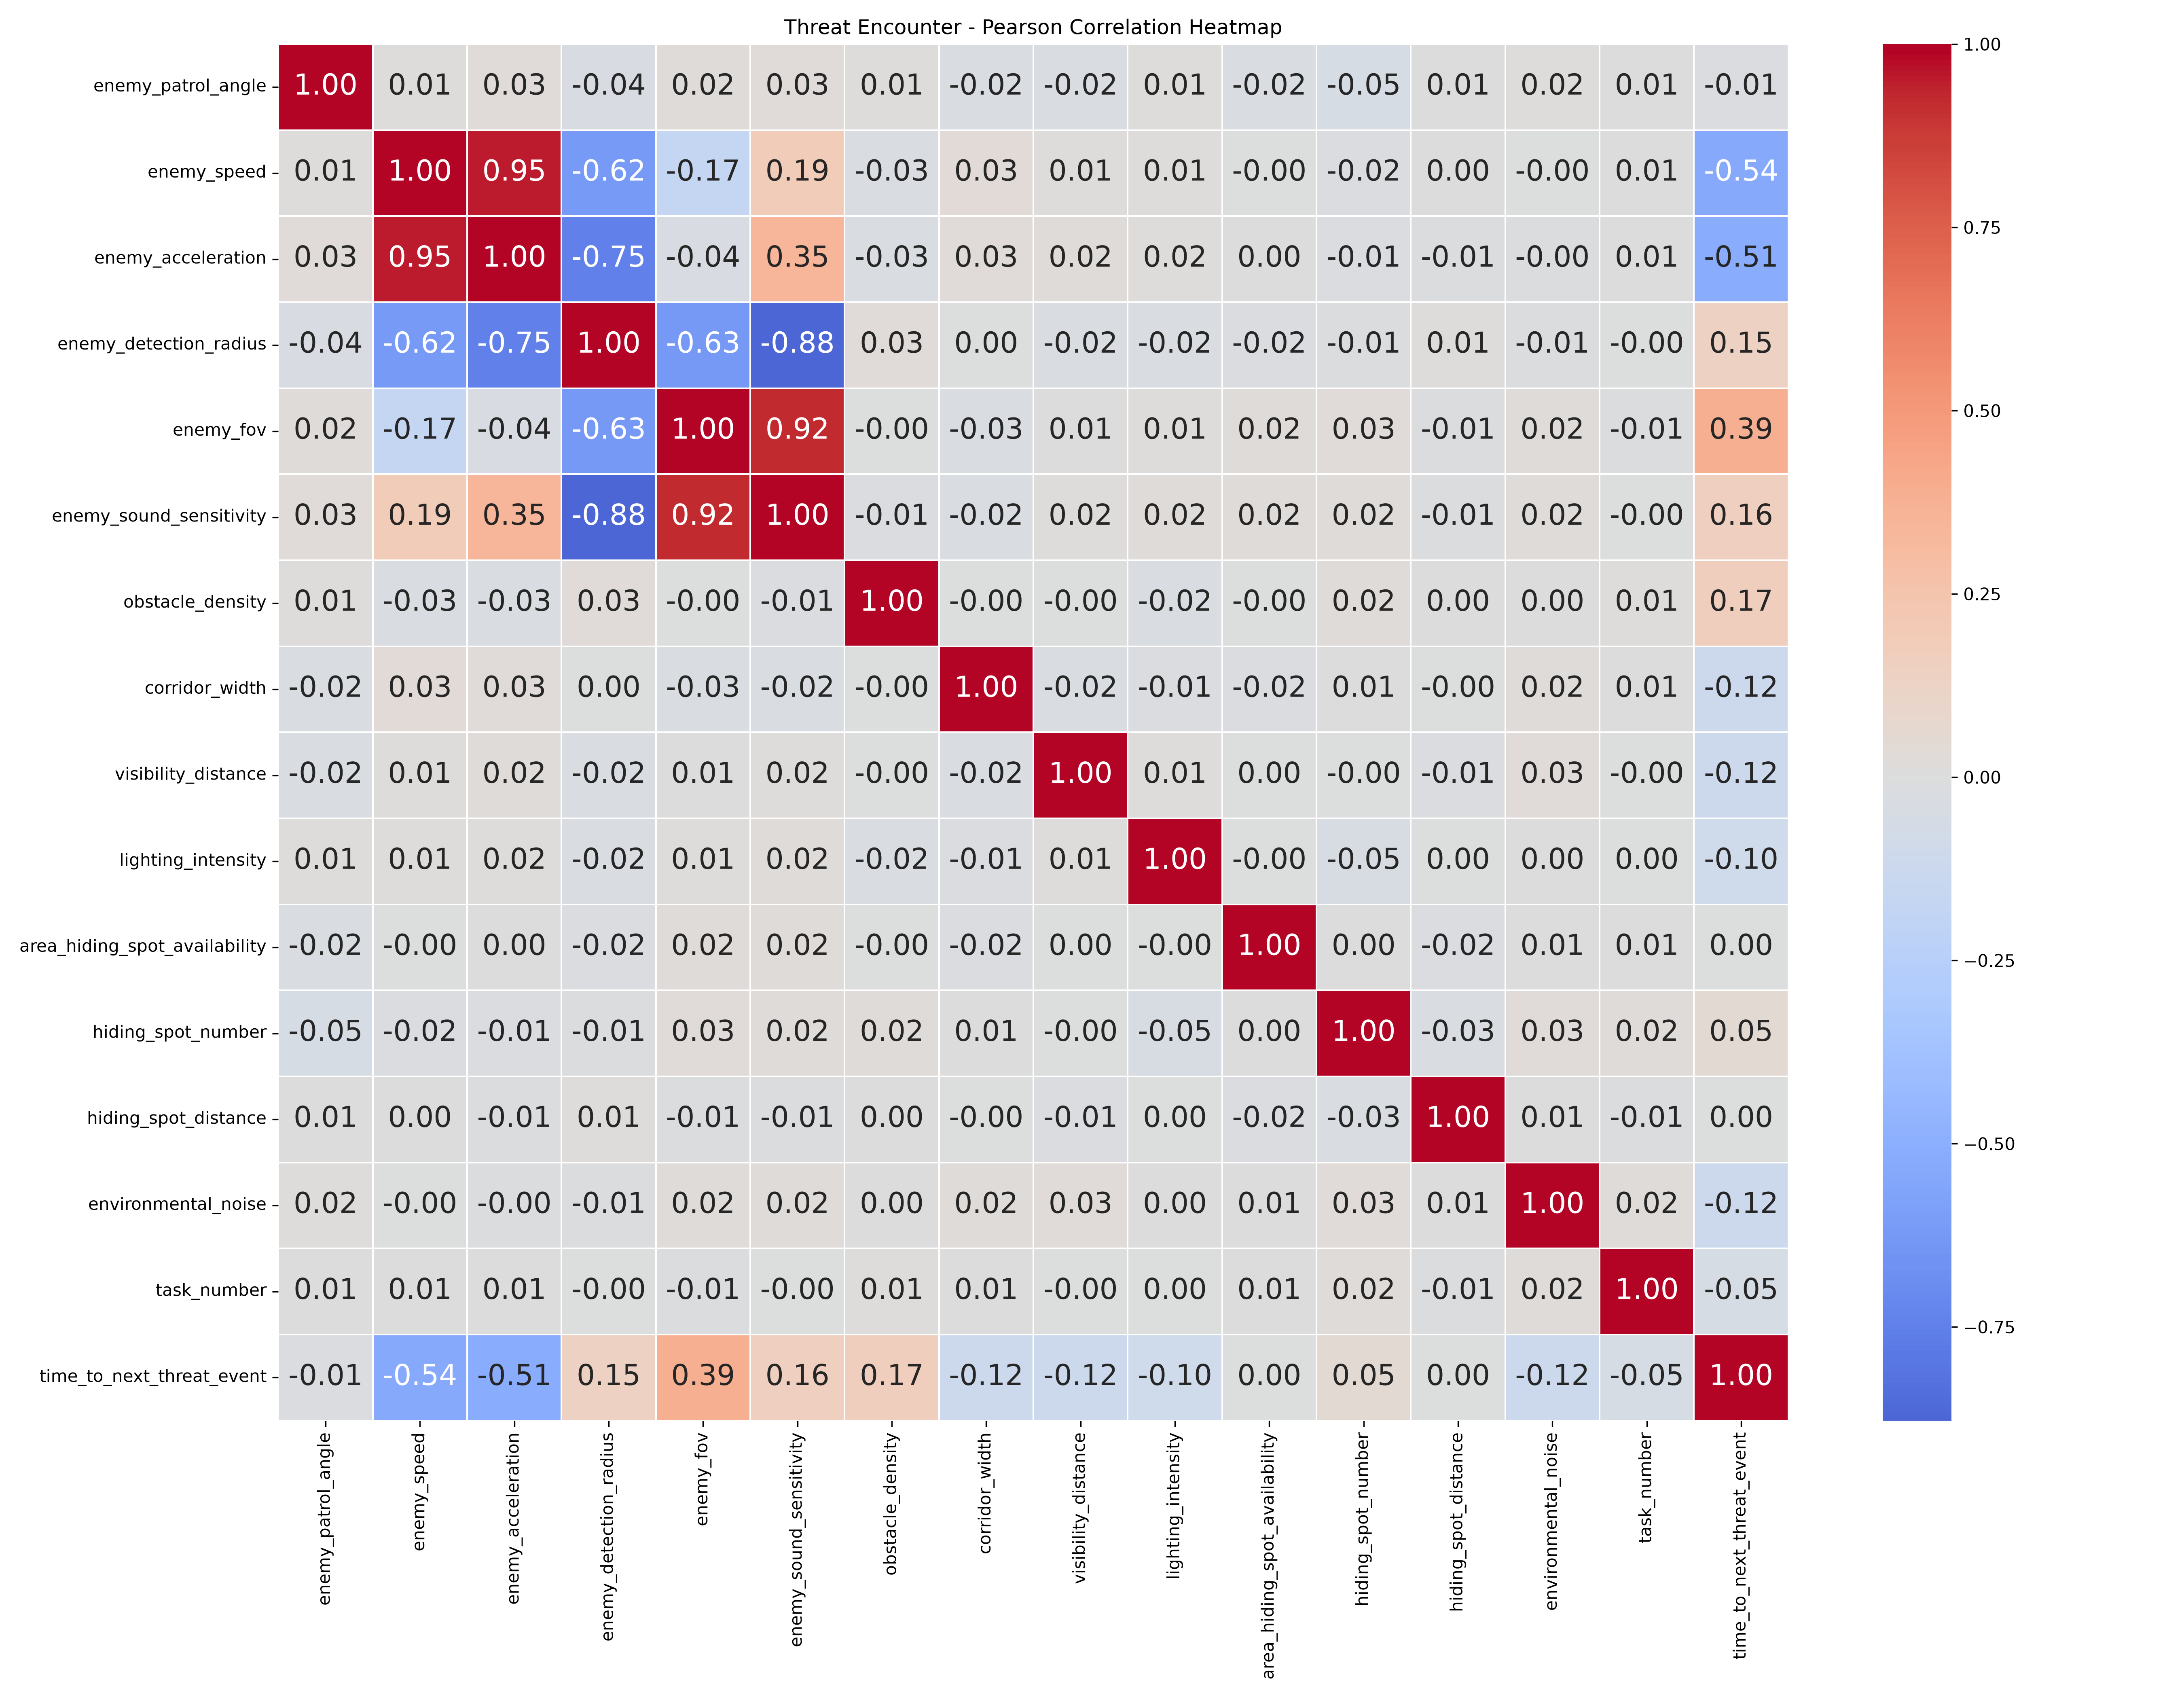 Threat Encounter - Pearson Correlation Heatmap
enemy_patrol_angle 1.00 0.01 0.03 -0.04 0.02 0.03 0.01 -0.02 -0.02 0.01 -0.02 -0.05 0.01 0.02 0.01 -0.01
enemy_speed 0.01 1.00 0.95 -0.62 -0.17 0.19 -0.03 0.03 0.01 0.01 -0.00 -0.02 0.00 -0.00 0.01 -0.54
enemy_acceleration 0.03 0.95 1.00 -0.75 -0.04 0.35 -0.03 0.03 0.02 0.02 0.00 -0.01 -0.01 -0.00 0.01 -0.51
enemy_detection_radius -0.04 -0.62 -0.75 1.00 -0.63 -0.88 0.03 0.00 -0.02 -0.02 -0.02 -0.01 0.01 -0.01 -0.00 0.15
enemy_fov 0.02 -0.17 -0.04 -0.63 1.00 0.92 -0.00 -0.03 0.01 0.01 0.02 0.03 -0.01 0.02 -0.01 0.39
enemy_sound_sensitivity 0.03 0.19 0.35 -0.88 0.92 1.00 -0.01 -0.02 0.02 0.02 0.02 0.02 -0.01 0.02 -0.00 0.16
obstacle_density 0.01 -0.03 -0.03 0.03 -0.00 -0.01 1.00 -0.00 -0.00 -0.02 -0.00 0.02 0.00 0.00 0.01 0.17
corridor_width -0.02 0.03 0.03 0.00 -0.03 -0.02 -0.00 1.00 -0.02 -0.01 -0.02 0.01 -0.00 0.02 0.01 -0.12
visibility_distance -0.02 0.01 0.02 -0.02 0.01 0.02 -0.00 -0.02 1.00 0.01 0.00 -0.00 -0.01 0.03 -0.00 -0.12
lighting_intensity 0.01 0.01 0.02 -0.02 0.01 0.02 -0.02 -0.01 0.01 1.00 -0.00 -0.05 0.00 0.00 0.00 -0.10
area_hiding_spot_availability -0.02 -0.00 0.00 -0.02 0.02 0.02 -0.00 -0.02 0.00 -0.00 1.00 0.00 -0.02 0.01 0.01 0.00
hiding_spot_number -0.05 -0.02 -0.01 -0.01 0.03 0.02 0.02 0.01 -0.00 -0.05 0.00 1.00 -0.03 0.03 0.02 0.05
hiding_spot_distance 0.01 0.00 -0.01 0.01 -0.01 -0.01 0.00 -0.00 -0.01 0.00 -0.02 -0.03 1.00 0.01 -0.01 0.00
environmental_noise 0.02 -0.00 -0.00 -0.01 0.02 0.02 0.00 0.02 0.03 0.00 0.01 0.03 0.01 1.00 0.02 -0.12
task_number 0.01 0.01 0.01 -0.00 -0.01 -0.00 0.01 0.01 -0.00 0.00 0.01 0.02 -0.01 0.02 1.00 -0.05
time_to_next_threat_event -0.01 -0.54 -0.51 0.15 0.39 0.16 0.17 -0.12 -0.12 -0.10 0.00 0.05 0.00 -0.12 -0.05 1.00
enemy_patrol_angle
enemy_speed
enemy_acceleration
enemy_detection_radius
enemy_fov
enemy_sound_sensitivity
obstacle_density
corridor_width
visibility_distance
lighting_intensity
area_hiding_spot_availability
hiding_spot_number
hiding_spot_distance
environmental_noise
task_number
time_to_next_threat_event
1.00
0.75
0.50
0.25
0.00
−0.25
−0.50
−0.75